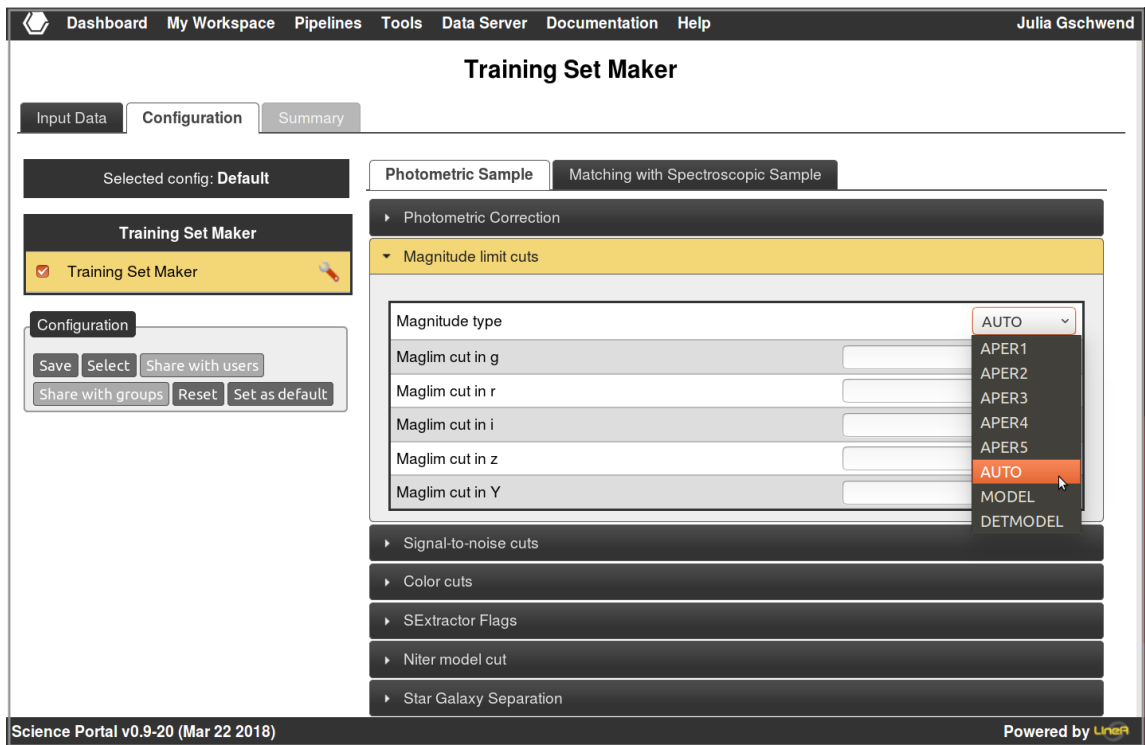 Dashboard My Workspace Pipelines Tools Data Server Documentation Help Julia Gschwend
Training Set Maker
Input Data Configuration Summary
Selected config: Default
Training Set Maker
Training Set Maker
Configuration
Save Select Share with users
Share with groups Reset Set as default
Photometric Sample Matching with Spectroscopic Sample
Photometric Correction
Magnitude limit cuts
Magnitude type AUTO
Maglim cut in g
Maglim cut in r
Maglim cut in i
Maglim cut in z
Maglim cut in Y
APER1
APER2
APER3
APER4
APER5
AUTO
MODEL
DETMODEL
Signal-to-noise cuts
Color cuts
SExtractor Flags
Niter model cut
Star Galaxy Separation
Science Portal v0.9-20 (Mar 22 2018) Powered by LIneA